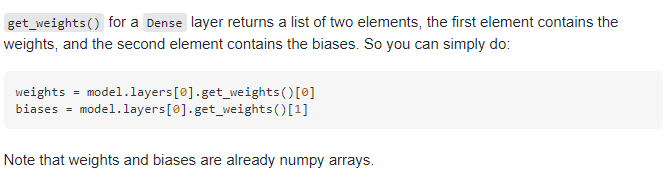 get_weights() for a Dense layer returns a list of two elements, the first element contains the
weights, and the second element contains the biases. So you can simply do:
weights = model.layers[0].get_weights()[0]
biases = model.layers[0].get_weights()[1]
Note that weights and biases are already numpy arrays.